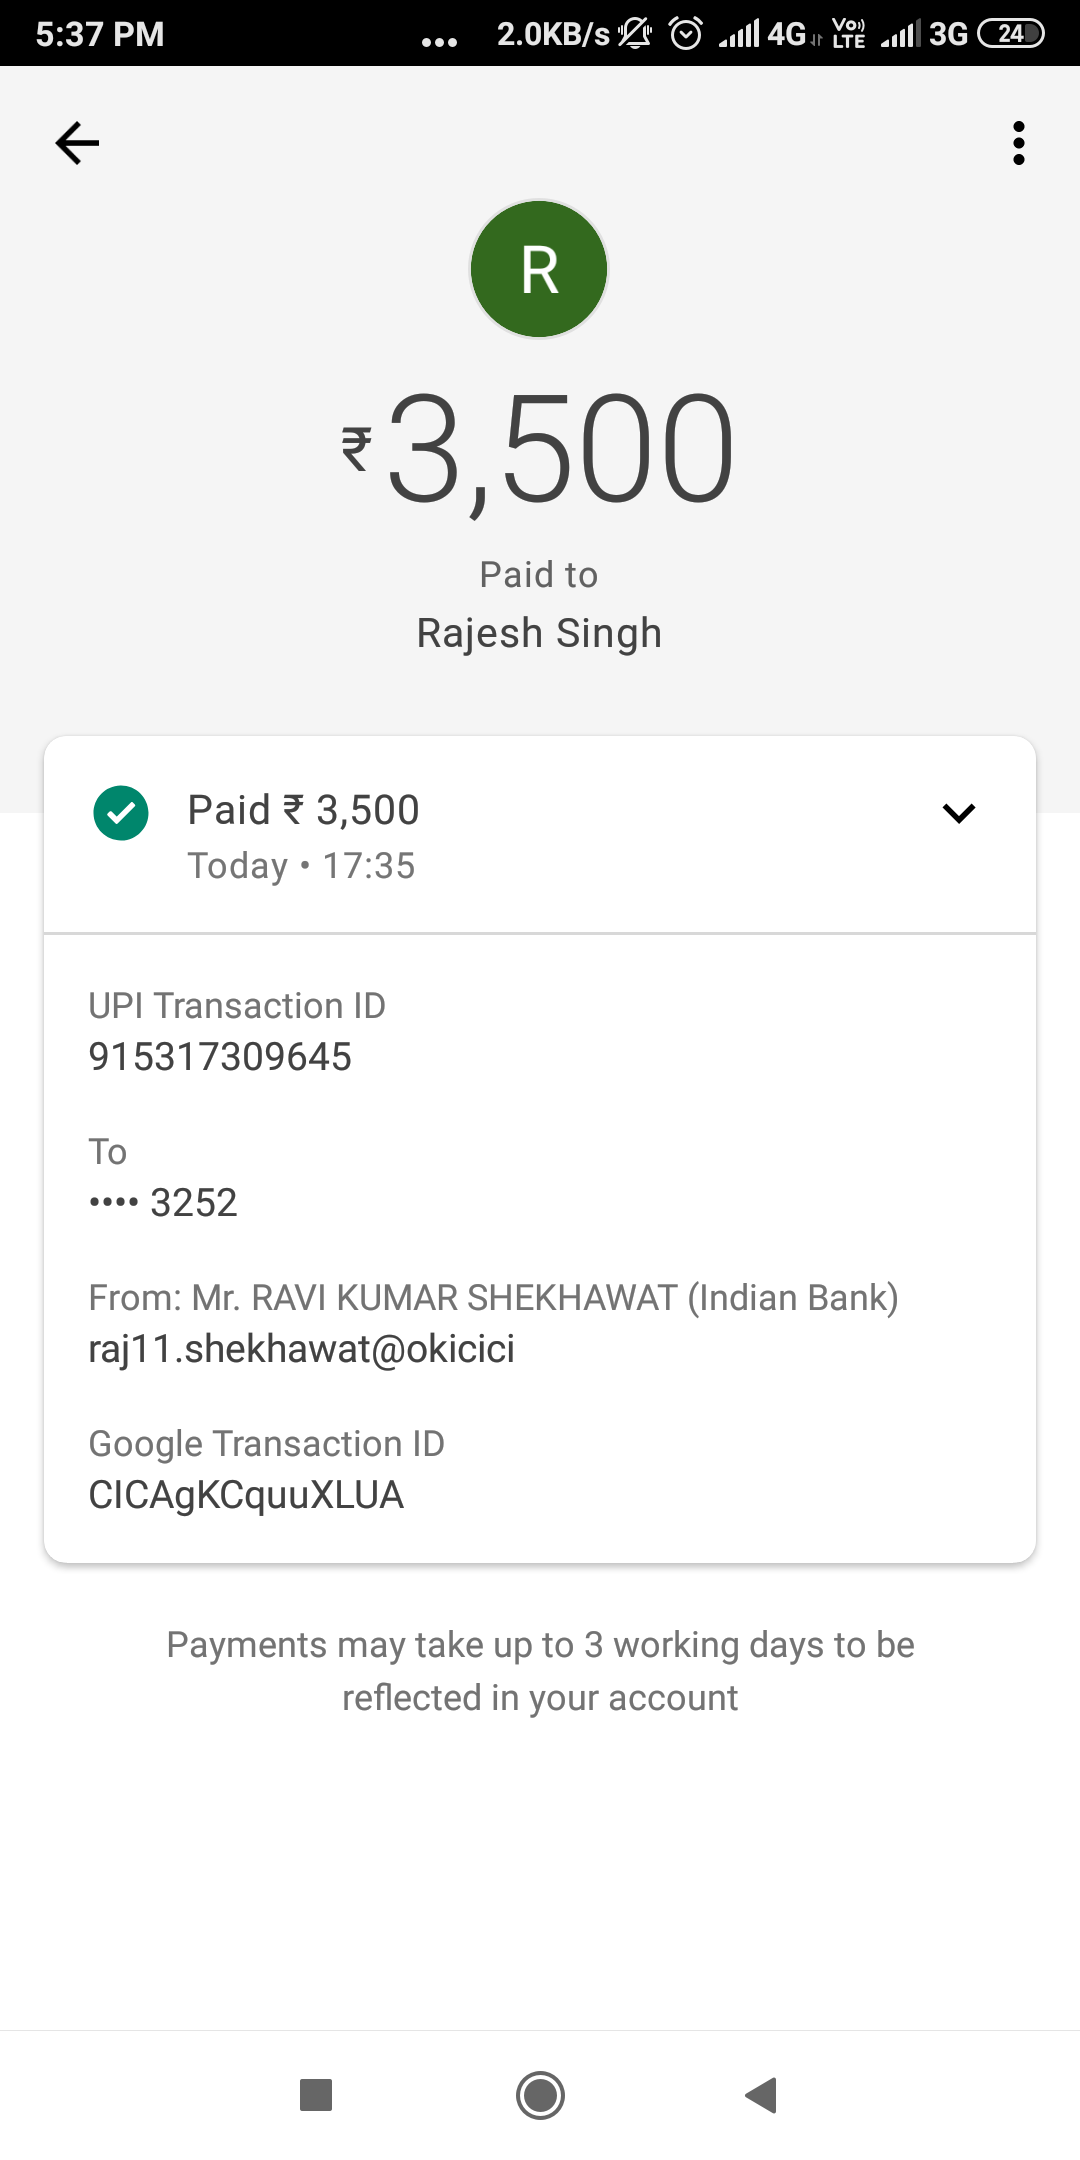 5:37 PM
... 2.0KB/s 4G Vo)) LTE 3G 24
R
₹3,500
Paid to
Rajesh Singh
Paid ₹ 3,500
Today • 17:35
UPI Transaction ID
915317309645
To
•••• 3252
From: Mr. RAVI KUMAR SHEKHAWAT (Indian Bank)
raj11.shekhawat@okicici
Google Transaction ID
CICAgKCquuXLUA
Payments may take up to 3 working days to be
reflected in your account